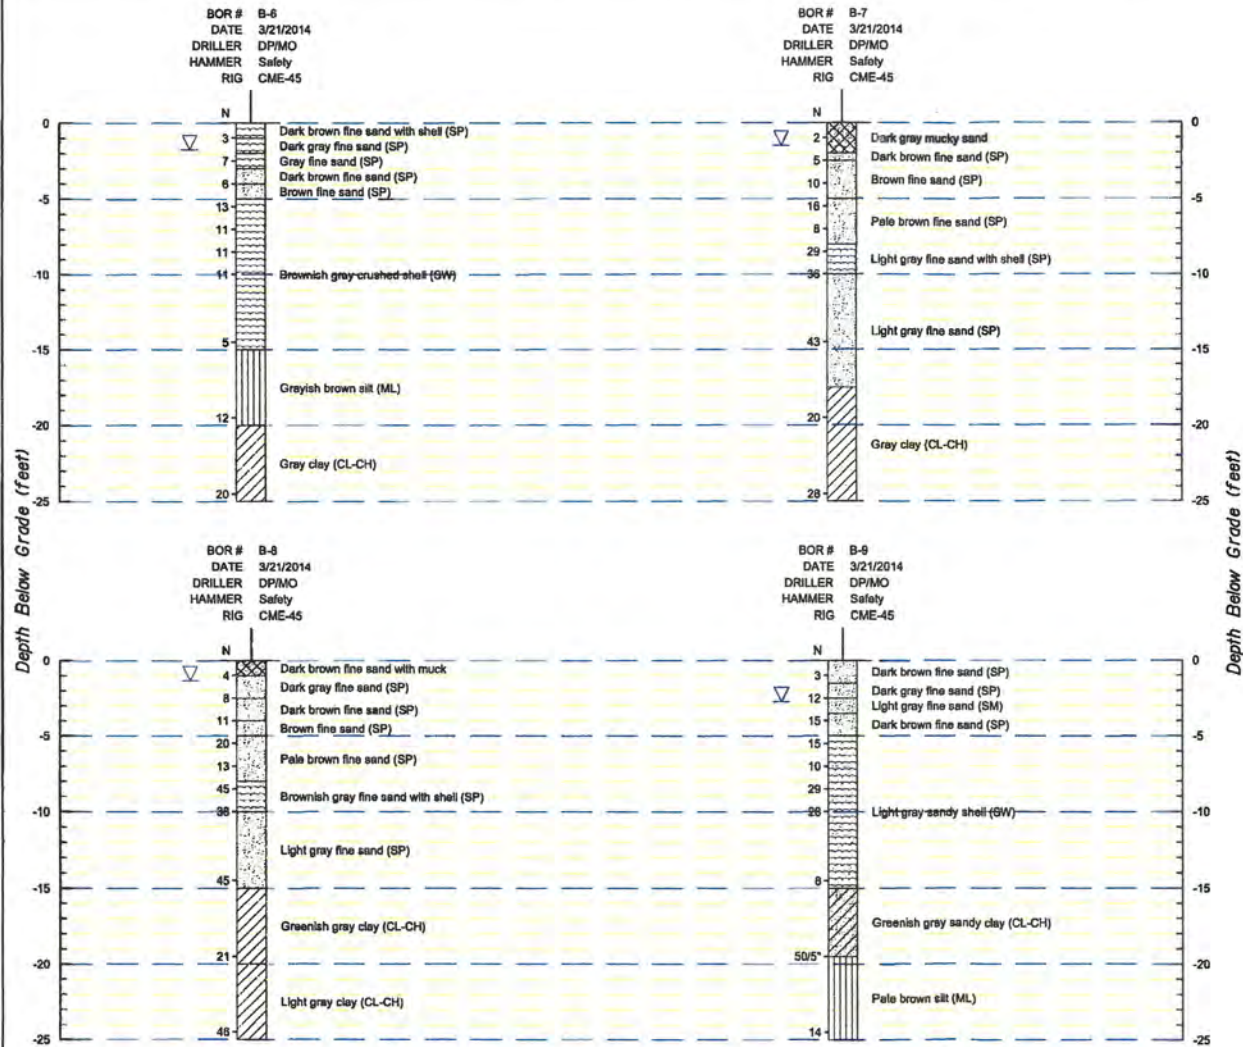 BOR # B-6
DATE 3/21/2014
DRILLER DP/MO
HAMMER Safety
RIG CME-45
N
0
Dark brown fine sand with shell (SP)
3
Dark gray fine sand (SP)
7
Gray fine sand (SP)
Dark brown fine sand (SP)
6
Brown fine sand (SP)
-5
13
11
11
-10
11
Brownish gray crushed shell (GW)
5
-15
Grayish brown silt (ML)
12
-20
Gray clay (CL-CH)
20
-25
BOR # B-7
DATE 3/21/2014
DRILLER DP/MO
HAMMER Safety
RIG CME-45
N
0
2
Dark gray mucky sand
5
Dark brown fine sand (SP)
10
Brown fine sand (SP)
-5
16
Pale brown fine sand (SP)
8
29
Light gray fine sand with shell (SP)
36
-10
Light gray fine sand (SP)
43
-15
20
-20
Gray clay (CL-CH)
28
-25
Depth Below Grade (feet)
Depth Below Grade (feet)
BOR # B-8
DATE 3/21/2014
DRILLER DP/MO
HAMMER Safety
RIG CME-45
N
0
Dark brown fine sand with muck
4
Dark gray fine sand (SP)
8
Dark brown fine sand (SP)
11
Brown fine sand (SP)
-5
20
Pale brown fine sand (SP)
13
45
Brownish gray fine sand with shell (SP)
-10
38
Light gray fine sand (SP)
45
-15
Greenish gray clay (CL-CH)
21
-20
Light gray clay (CL-CH)
46
-25
BOR # B-9
DATE 3/21/2014
DRILLER DP/MO
HAMMER Safety
RIG CME-45
N
0
3
Dark brown fine sand (SP)
Dark gray fine sand (SP)
12
Light gray fine sand (SM)
15
Dark brown fine sand (SP)
-5
15
10
29
26
Light gray sandy shell (GW)
-10
8
-15
Greenish gray sandy clay (CL-CH)
50/5"
-20
Pale brown silt (ML)
14
-25